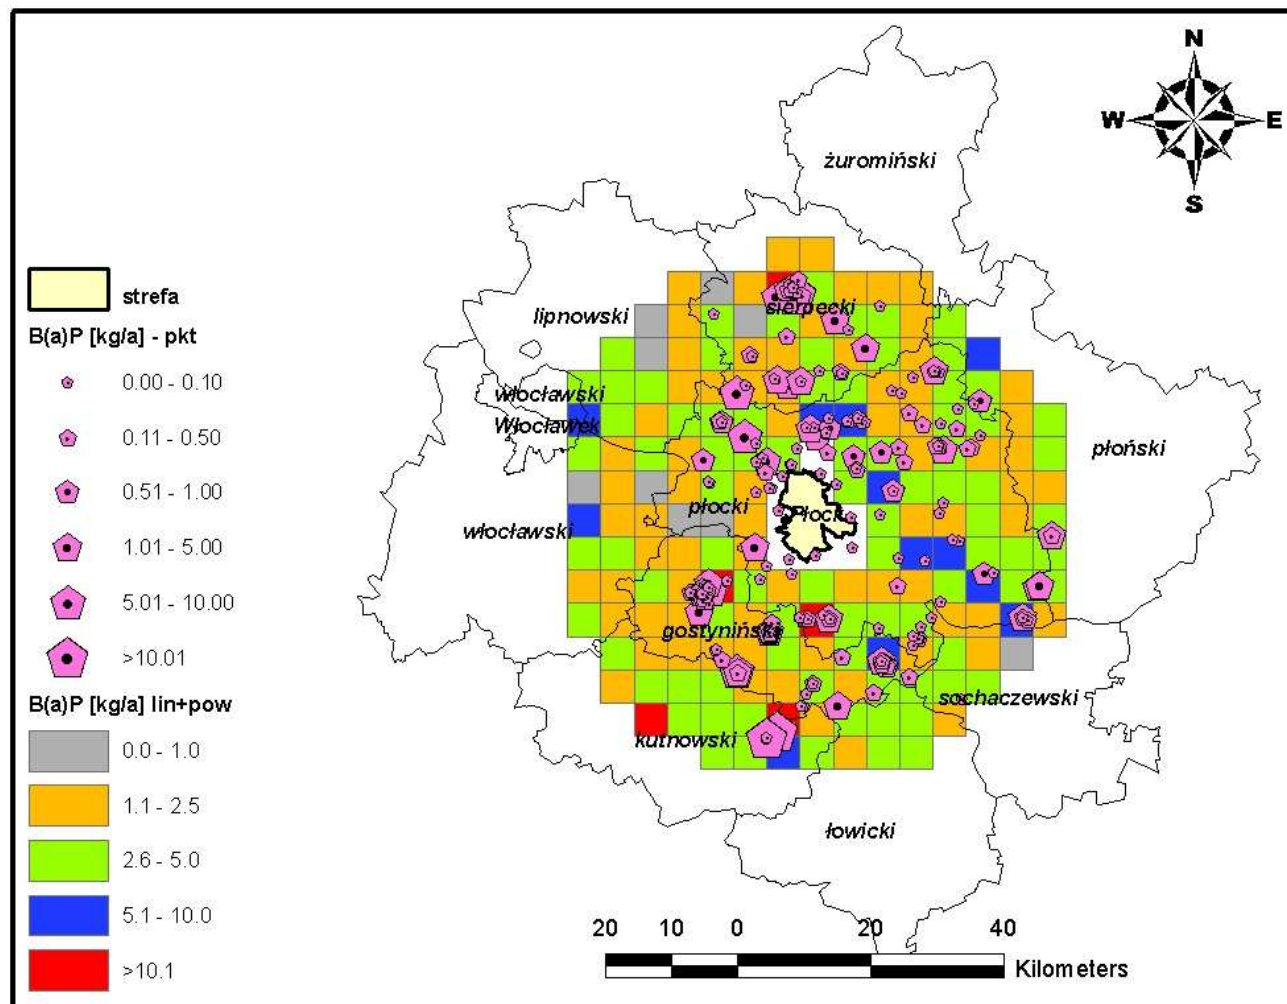 N
W E
S
żuromiński
strefa
B(a)P [kg/a] - pkt
0.00 - 0.10
0.11 - 0.50
0.51 - 1.00
1.01 - 5.00
5.01 - 10.00
>10.01
B(a)P [kg/a] lin+pow
0.0 - 1.0
1.1 - 2.5
2.6 - 5.0
5.1 - 10.0
>10.1
lipnowski
sierpecki
włocławski
Włocławek
płoński
płocki
Płock
włocławski
gostyniński
sochaczewski
kutnowski
łowicki
20 10 0 20 40
Kilometers